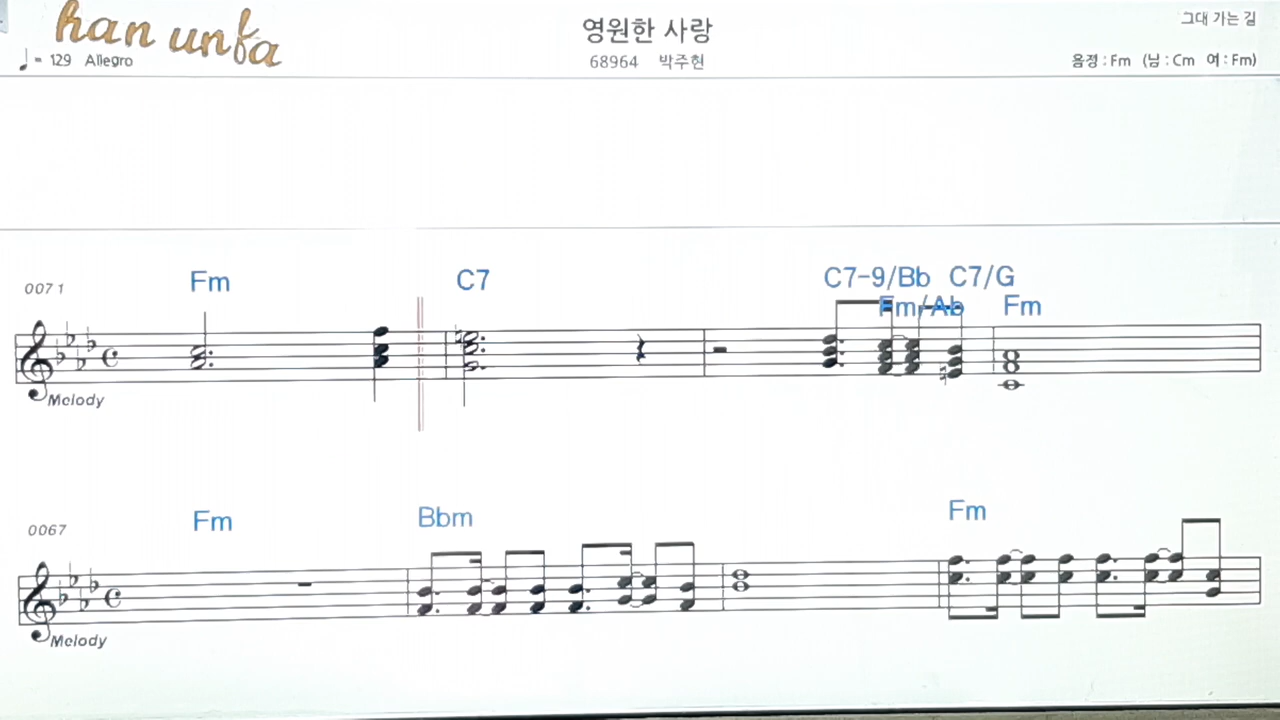 han unfa
영원한 사랑
그대 가는 길
= 129 Allegro
68964 박주현
음정 : Fm (남 : Cm 여 : Fm)
0071
Fm
C7
C7-9/Bb C7/G
Fm/Ab Fm
Melody
0067
Fm
Bbm
Fm
Melody